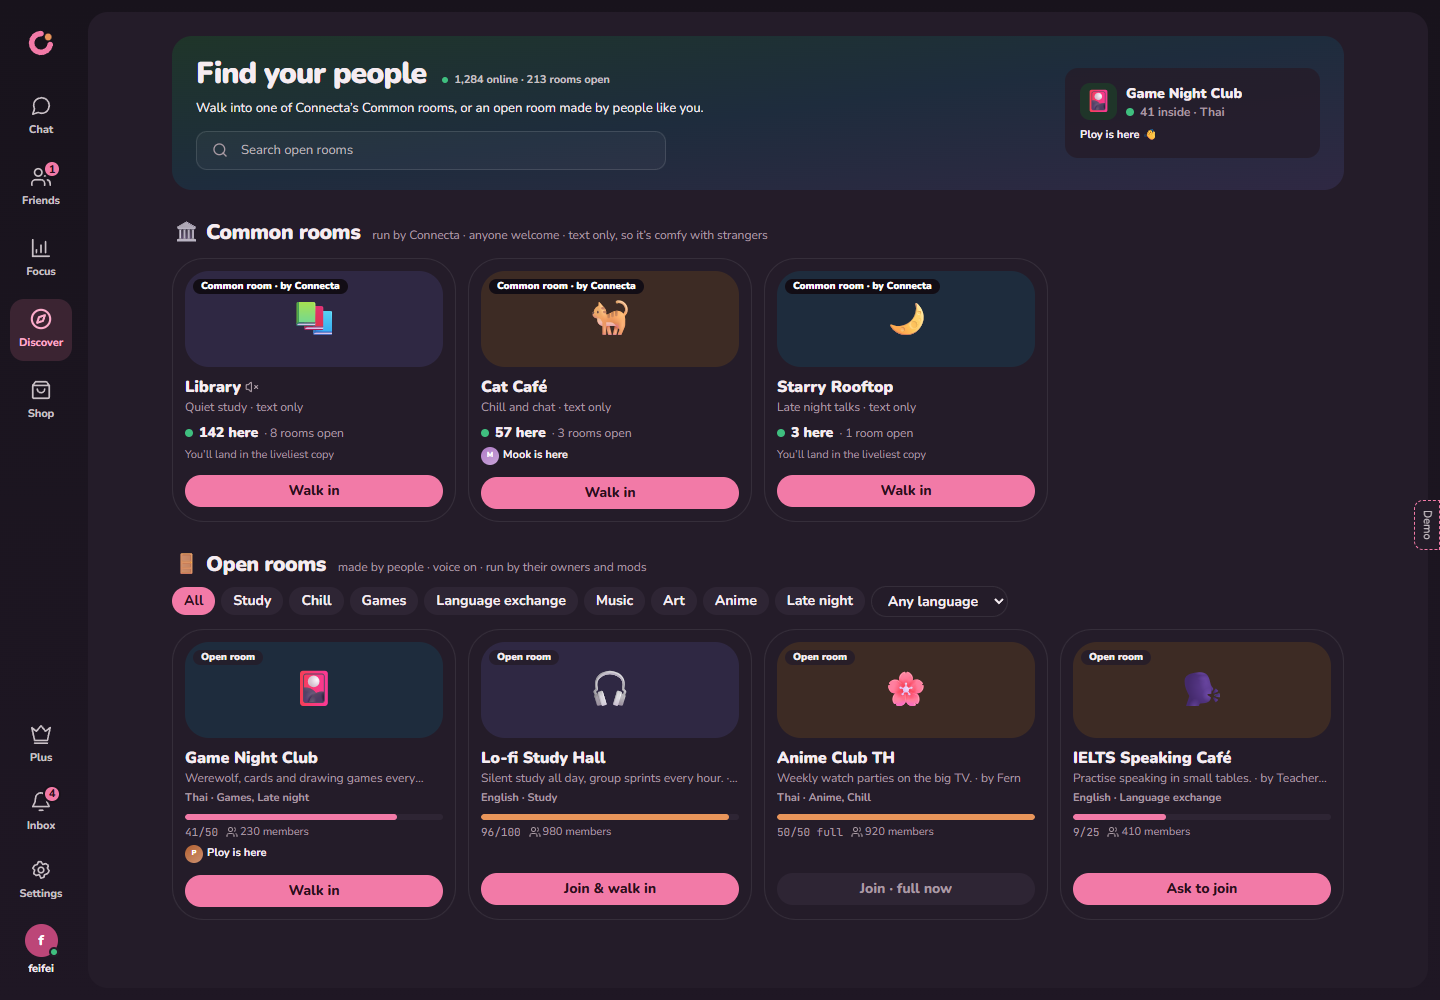 Chat
1
Friends
Focus
Discover
Shop
Plus
4
Inbox
Settings
f
feifei
Find your people
1,284 online · 213 rooms open
Walk into one of Connecta's Common rooms, or an open room made by people like you.
Search open rooms
Game Night Club
41 inside · Thai
Ploy is here 👋
Common rooms
run by Connecta · anyone welcome · text only, so it's comfy with strangers
Common room · by Connecta
Library
Quiet study · text only
142 here · 8 rooms open
You'll land in the liveliest copy
Walk in
Common room · by Connecta
Cat Café
Chill and chat · text only
57 here · 3 rooms open
M Mook is here
Walk in
Common room · by Connecta
Starry Rooftop
Late night talks · text only
3 here · 1 room open
You'll land in the liveliest copy
Walk in
Demo
Open rooms
made by people · voice on · run by their owners and mods
All Study Chill Games Language exchange Music Art Anime Late night Any language
Open room
Game Night Club
Werewolf, cards and drawing games every...
Thai · Games, Late night
41/50 230 members
P Ploy is here
Walk in
Open room
Lo-fi Study Hall
Silent study all day, group sprints every hour. ·...
English · Study
96/100 980 members
Join & walk in
Open room
Anime Club TH
Weekly watch parties on the big TV. · by Fern
Thai · Anime, Chill
50/50 full 920 members
Join · full now
Open room
IELTS Speaking Café
Practise speaking in small tables. · by Teacher...
English · Language exchange
9/25 410 members
Ask to join